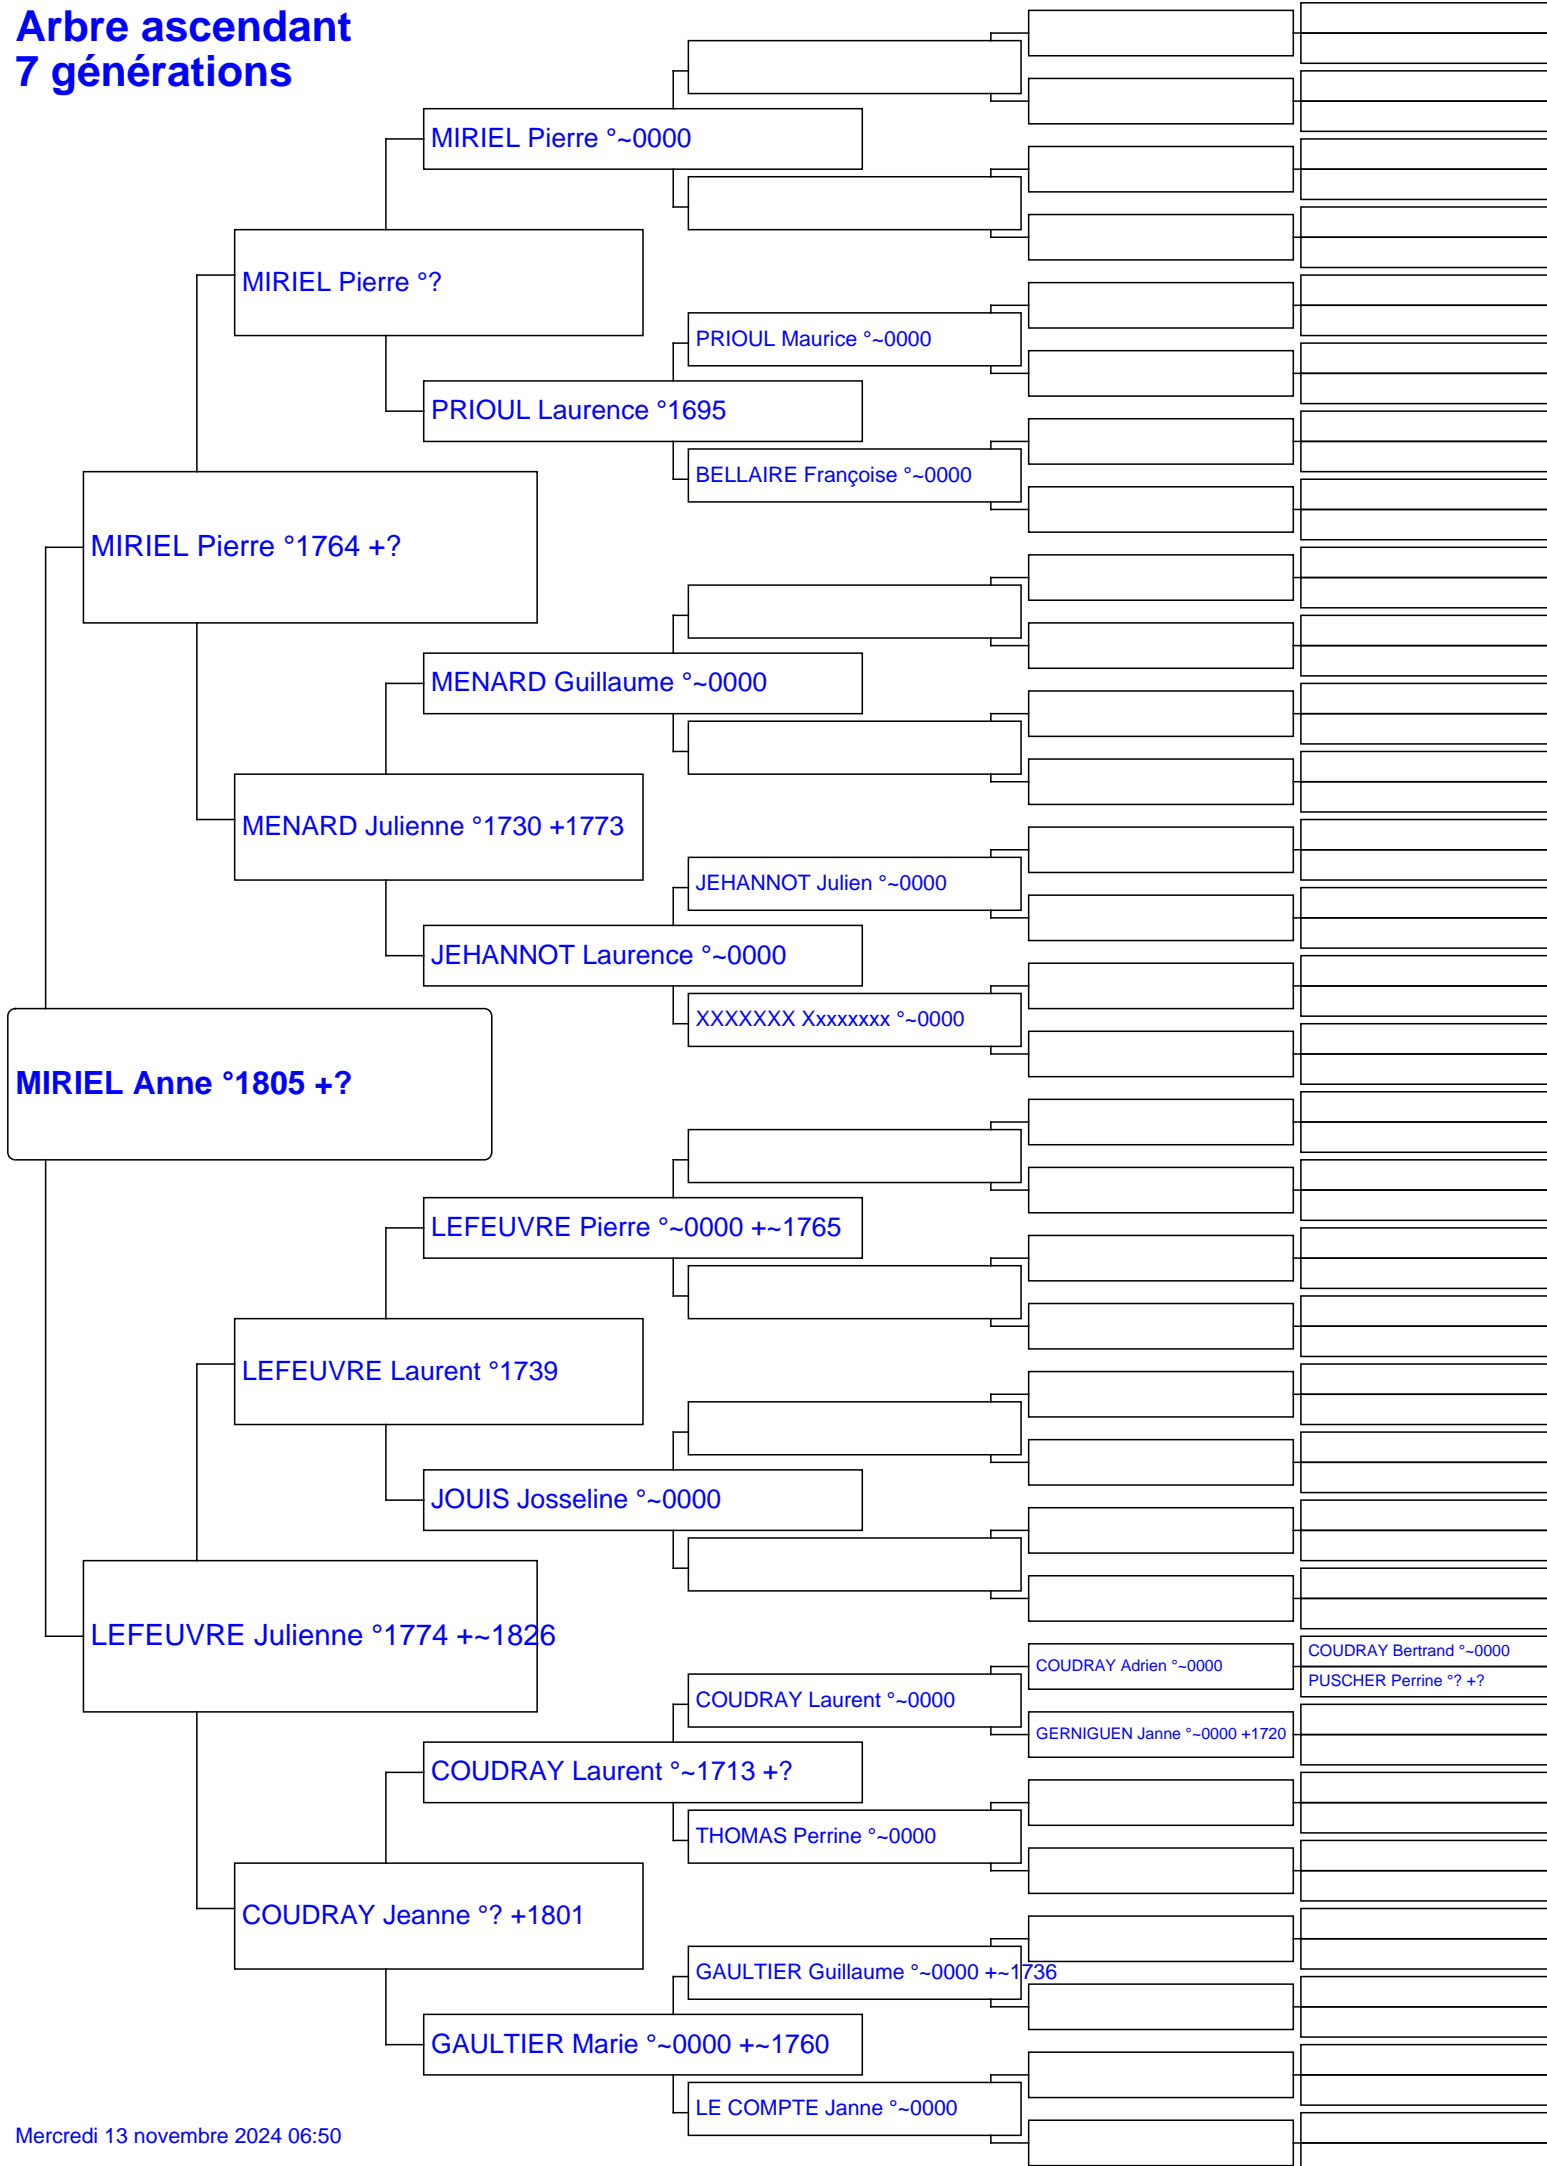 Arbre ascendant
7 générations
MIRIEL Pierre °~0000
MIRIEL Pierre °?
PRIOUL Maurice °~0000
PRIOUL Laurence °1695
BELLAIRE Françoise °~0000
MIRIEL Pierre °1764 +?
MENARD Guillaume °~0000
MENARD Julienne °1730 +1773
JEHANNOT Julien °~0000
JEHANNOT Laurence °~0000
XXXXXXX Xxxxxxxx °~0000
MIRIEL Anne °1805 +?
LEFEUVRE Pierre °~0000 +~1765
LEFEUVRE Laurent °1739
JOUIS Josseline °~0000
LEFEUVRE Julienne °1774 +~1826
COUDRAY Bertrand °~0000
COUDRAY Adrien °~0000
PUSCHER Perrine °? +?
COUDRAY Laurent °~0000
GERNIGUEN Janne °~0000 +1720
COUDRAY Laurent °~1713 +?
THOMAS Perrine °~0000
COUDRAY Jeanne °? +1801
GAULTIER Guillaume °~0000 +~1736
GAULTIER Marie °~0000 +~1760
LE COMPTE Janne °~0000
Mercredi 13 novembre 2024 06:50